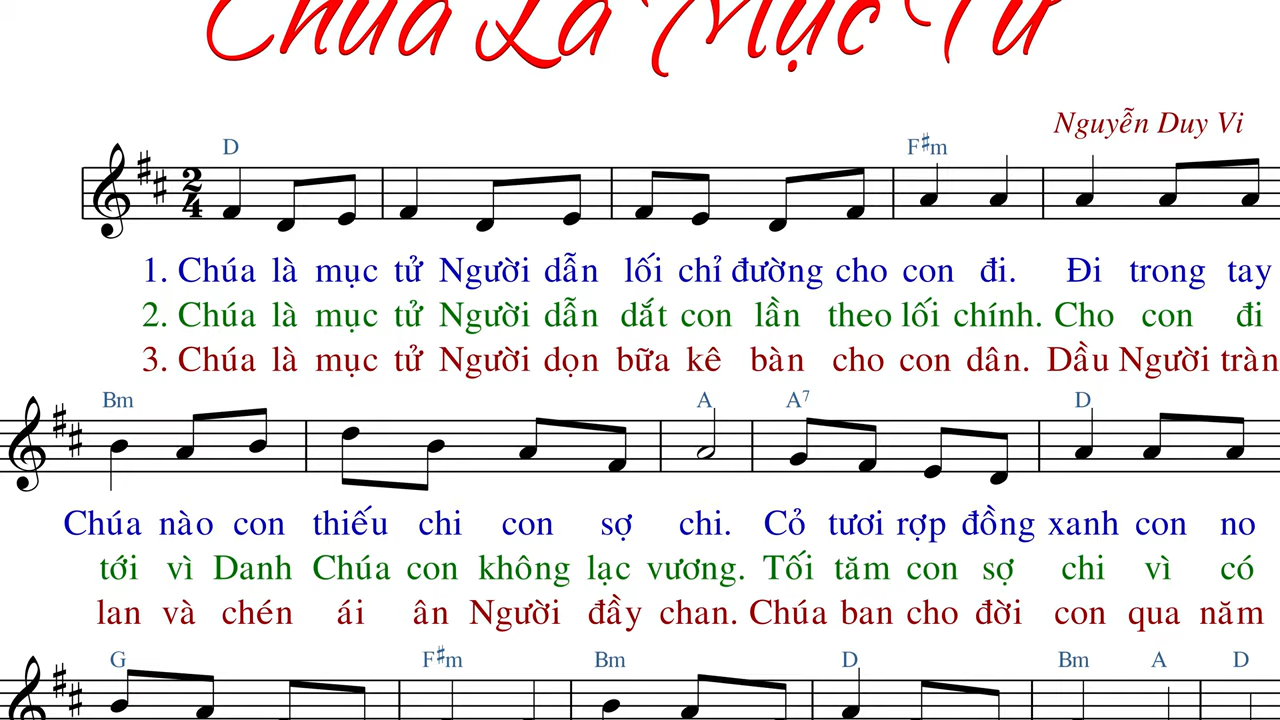 Chúa Là Mục Tử
Nguyễn Duy Vi
D F#m
2
4
1. Chúa là mục tử Người dẫn lối chỉ đường cho con đi. Đi trong tay
2. Chúa là mục tử Người dẫn dắt con lần theo lối chính. Cho con đi
3. Chúa là mục tử Người dọn bữa kê bàn cho con dân. Dầu Người tràn
Bm A A7 D
Chúa nào con thiếu chi con sợ chi. Cỏ tươi rợp đồng xanh con no
tới vì Danh Chúa con không lạc vương. Tối tăm con sợ chi vì có
lan và chén ái ân Người đầy chan. Chúa ban cho đời con qua năm
G F#m Bm D Bm A D